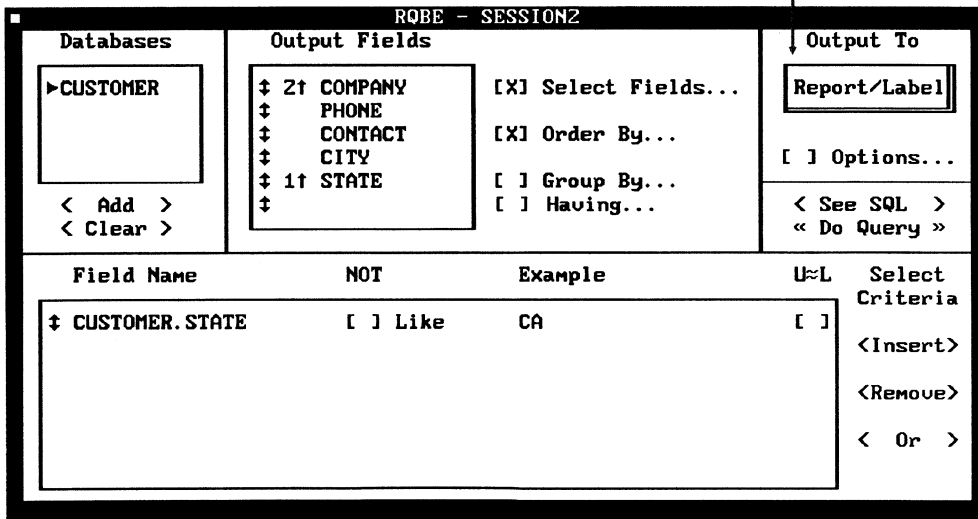 RQBE - SESSION2
Databases
►CUSTOMER
< Add >
< Clear >
Output Fields
↕ 2↑ COMPANY
↕ PHONE
↕ CONTACT
↕ CITY
↕ 1↑ STATE
↕
[X] Select Fields...
[X] Order By...
[ ] Group By...
[ ] Having...
Output To
Report/Label
[ ] Options...
< See SQL >
« Do Query »
Field Name NOT Example U≈L Select
Criteria
↕ CUSTOMER.STATE [ ] Like CA [ ]
<Insert>
<Remove>
< Or >